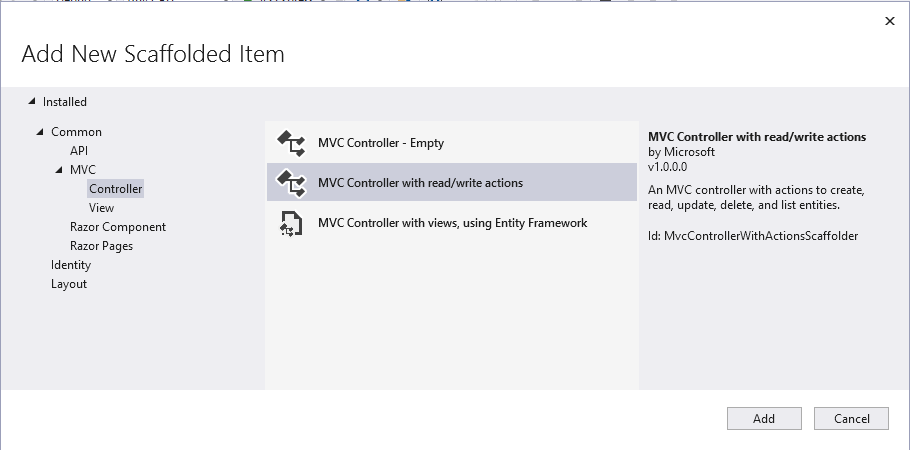 Add New Scaffolded Item
Installed
Common
API
MVC
Controller
View
Razor Component
Razor Pages
Identity
Layout
MVC Controller - Empty
MVC Controller with read/write actions
MVC Controller with views, using Entity Framework
MVC Controller with read/write actions
by Microsoft
v1.0.0.0
An MVC controller with actions to create,
read, update, delete, and list entities.
Id: MvcControllerWithActionsScaffolder
Add
Cancel